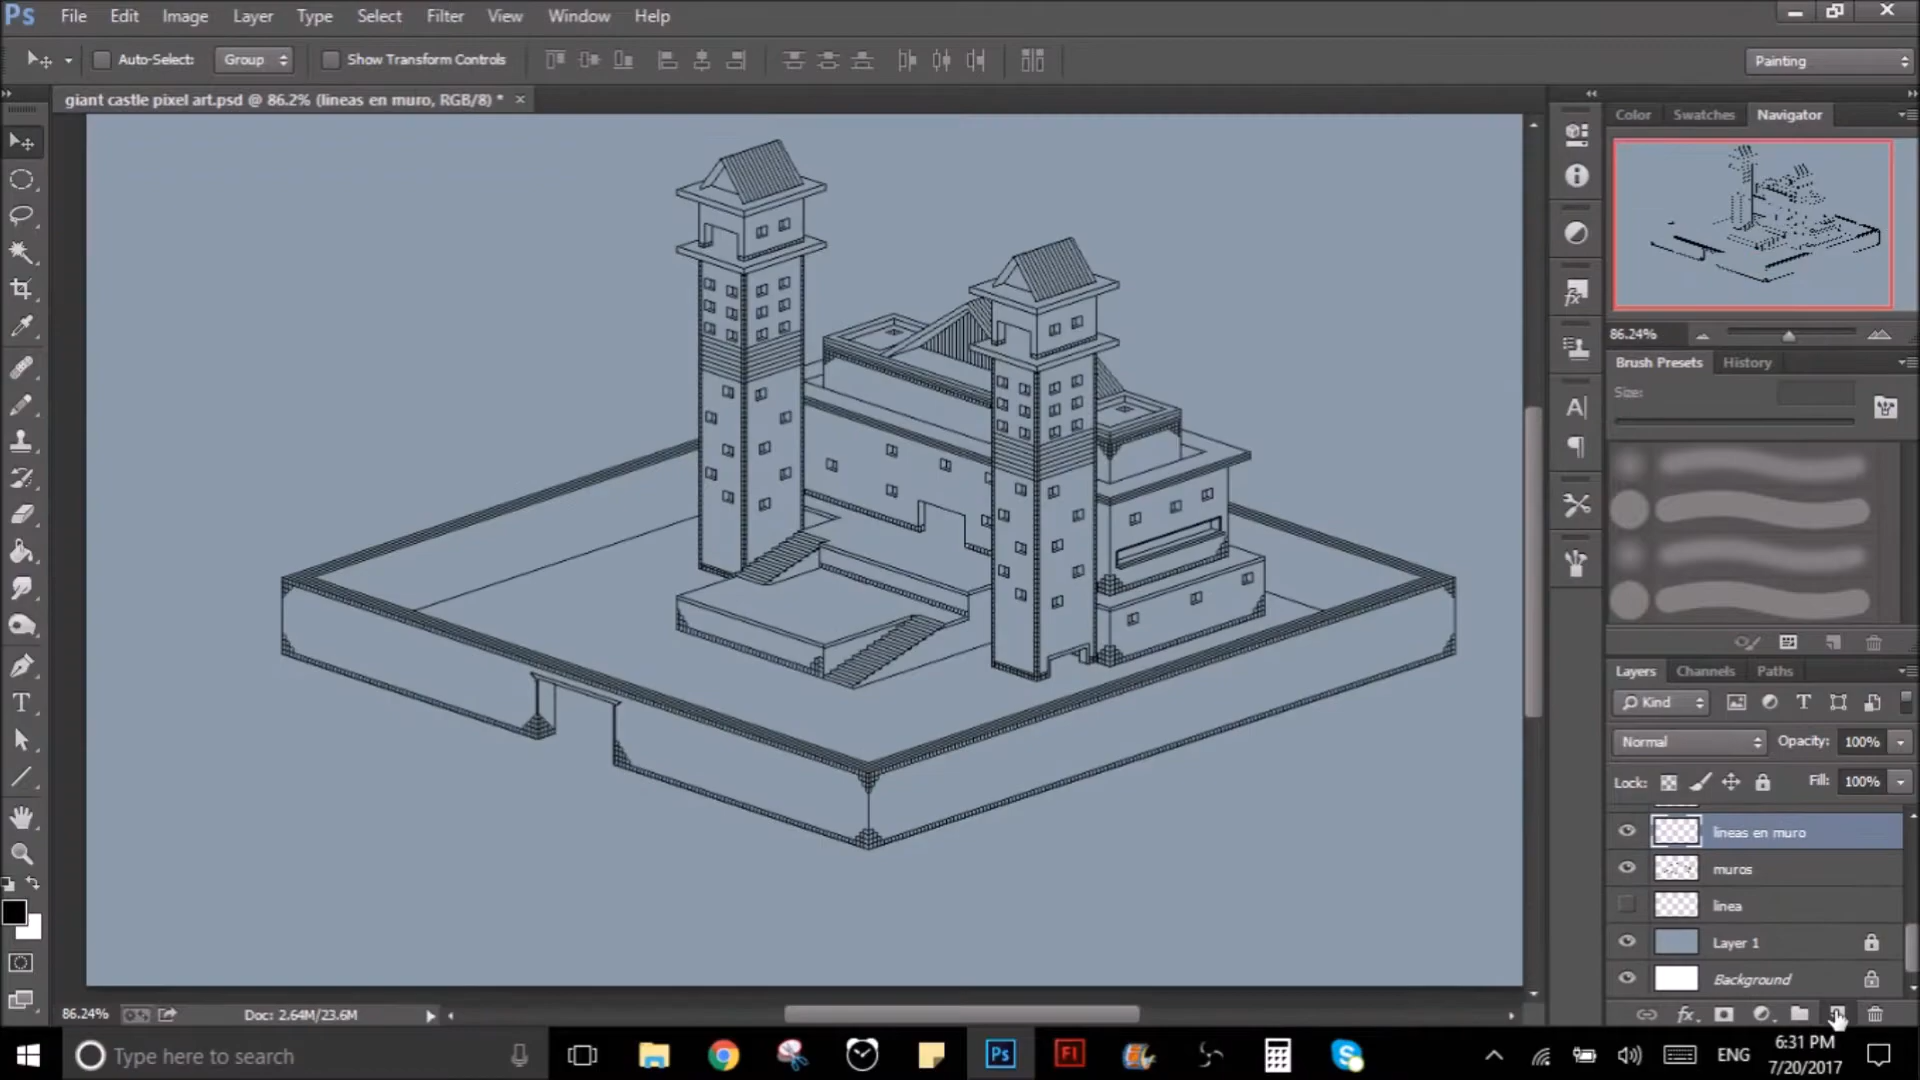 Ps File Edit Image Layer Type Select Filter View Window Help
Auto-Select: Group Show Transform Controls Painting
giant castle pixel art.psd @ 86.2% (lineas en muro, RGB/8) * ×
Color Swatches Navigator
86.24%
Brush Presets History
Size:
Layers Channels Paths
Kind
Normal Opacity: 100%
Lock: Fill: 100%
lineas en muro
muros
linea
Layer 1
Background
86.24% Doc: 2.64M/23.6M
Type here to search
Ps
Fl
ENG
6:31 PM
7/20/2017